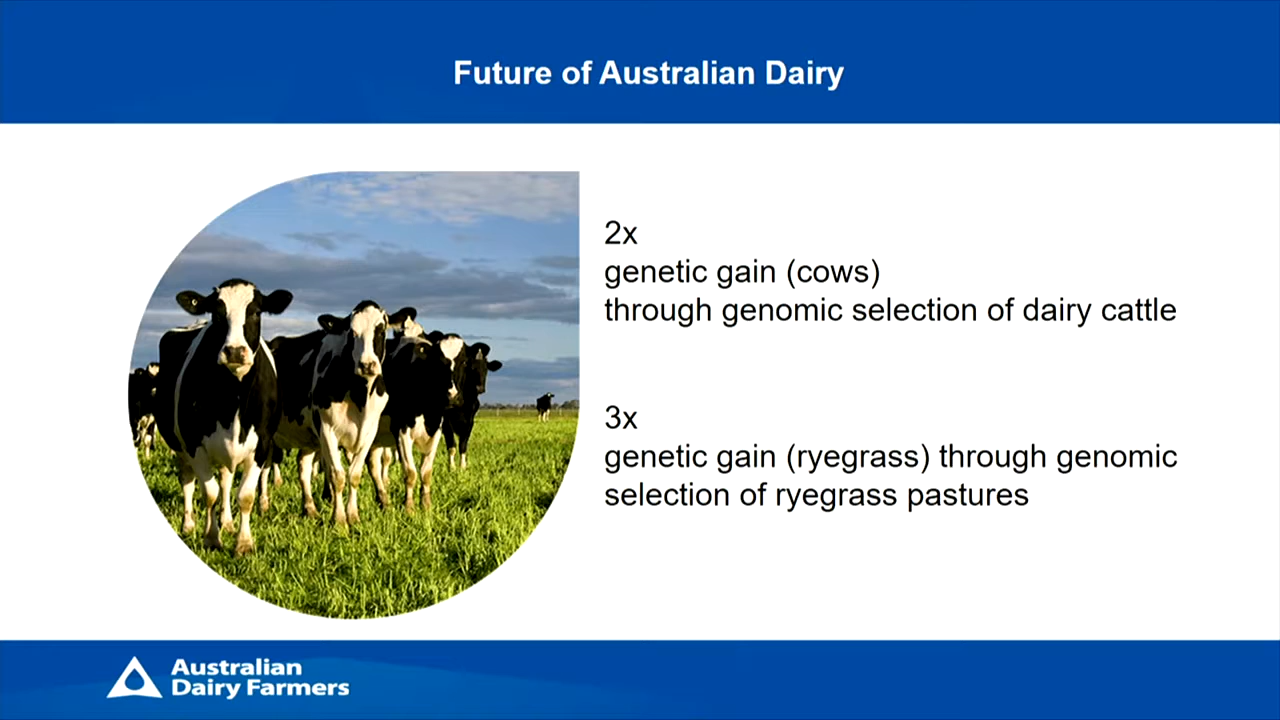 Future of Australian Dairy
2x
genetic gain (cows)
through genomic selection of dairy cattle
3x
genetic gain (ryegrass) through genomic
selection of ryegrass pastures
Australian
Dairy Farmers